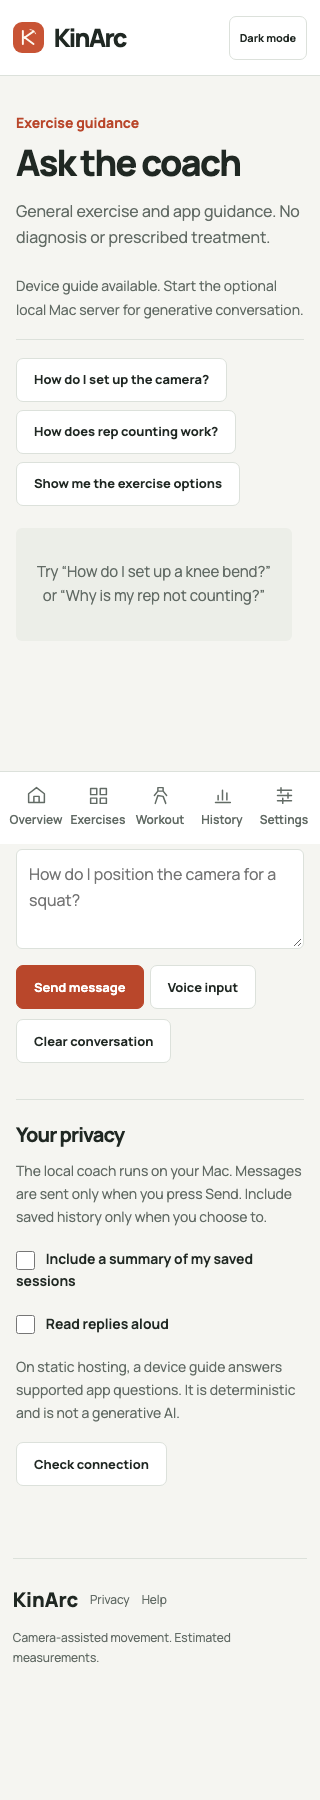 KinArc
Dark mode
Exercise guidance
Ask the coach
General exercise and app guidance. No
diagnosis or prescribed treatment.
Device guide available. Start the optional
local Mac server for generative conversation.
How do I set up the camera?
How does rep counting work?
Show me the exercise options
Try “How do I set up a knee bend?”
or “Why is my rep not counting?”
Overview Exercises Workout History Settings
How do I position the camera for a
squat?
Send message Voice input
Clear conversation
Your privacy
The local coach runs on your Mac. Messages
are sent only when you press Send. Include
saved history only when you choose to.
Include a summary of my saved
sessions
Read replies aloud
On static hosting, a device guide answers
supported app questions. It is deterministic
and is not a generative AI.
Check connection
KinArc Privacy Help
Camera-assisted movement. Estimated
measurements.